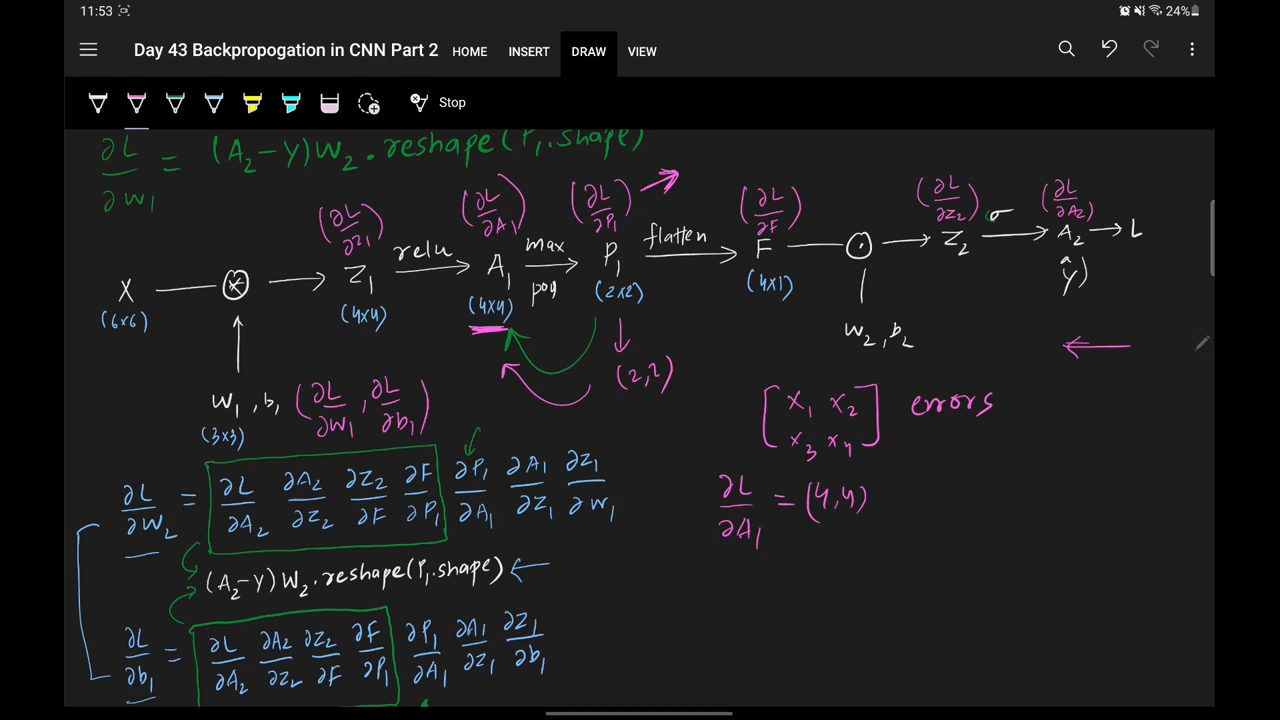 11:53 24%
Day 43 Backpropogation in CNN Part 2 HOME INSERT DRAW VIEW
Stop
∂L/∂W₁ = (A₂-Y)W₂.reshape(P₁.shape)
(∂L/∂Z₁) (∂L/∂A₁) (∂L/∂P₁) (∂L/∂F) (∂L/∂Z₂) (∂L/∂A₂)
X → ⊛ → Z₁ relu → A₁ max poo → P₁ flatten → F → ⊙ → Z₂ σ → A₂ → L
(6x6) (4x4) (4x4) (2x2) (4x1) ŷ)
W₂, b₂
(2,2)
W₁, b₁ (∂L/∂W₁, ∂L/∂b₁)
(3x3)
[x₁ x₂
x₃ x₄] errors
∂L/∂W₂ = ∂L/∂A₂ ∂A₂/∂Z₂ ∂Z₂/∂F ∂F/∂P₁ ∂P₁/∂A₁ ∂A₁/∂Z₁ ∂Z₁/∂W₁
∂L/∂A₁ = (4,4)
(A₂-Y)W₂.reshape(P₁.shape) ←
∂L/∂b₁ = ∂L/∂A₂ ∂A₂/∂Z₂ ∂Z₂/∂F ∂F/∂P₁ ∂P₁/∂A₁ ∂A₁/∂Z₁ ∂Z₁/∂b₁